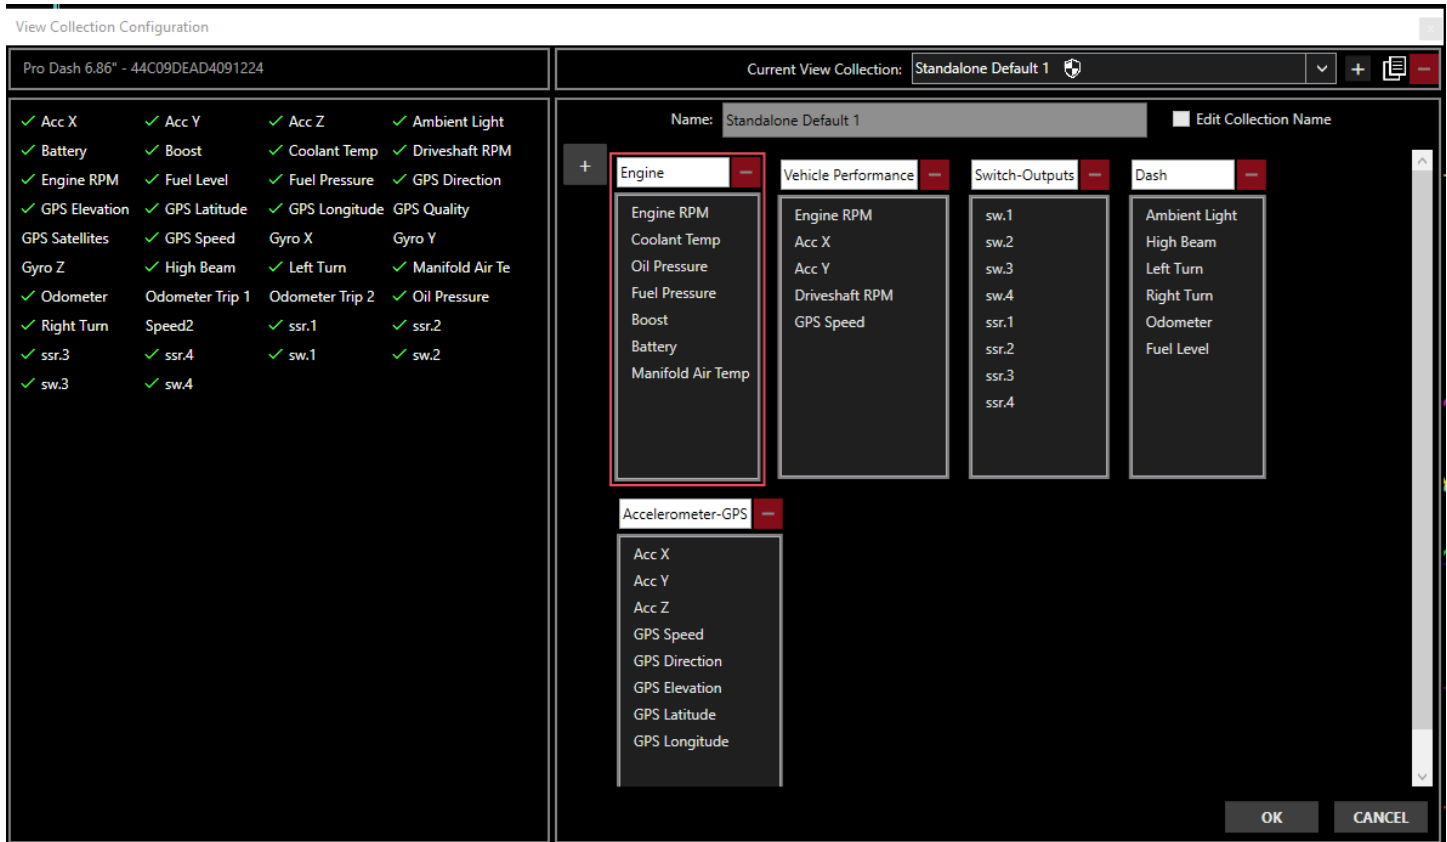 View Collection Configuration
Pro Dash 6.86" - 44C09DEAD4091224
Current View Collection: Standalone Default 1
Acc X Acc Y Acc Z Ambient Light
Battery Boost Coolant Temp Driveshaft RPM
Engine RPM Fuel Level Fuel Pressure GPS Direction
GPS Elevation GPS Latitude GPS Longitude GPS Quality
GPS Satellites GPS Speed Gyro X Gyro Y
Gyro Z High Beam Left Turn Manifold Air Te
Odometer Odometer Trip 1 Odometer Trip 2 Oil Pressure
Right Turn Speed2 ssr.1 ssr.2
ssr.3 ssr.4 sw.1 sw.2
sw.3 sw.4
Name: Standalone Default 1
Edit Collection Name
Engine
Engine RPM
Coolant Temp
Oil Pressure
Fuel Pressure
Boost
Battery
Manifold Air Temp
Vehicle Performance
Engine RPM
Acc X
Acc Y
Driveshaft RPM
GPS Speed
Switch-Outputs
sw.1
sw.2
sw.3
sw.4
ssr.1
ssr.2
ssr.3
ssr.4
Dash
Ambient Light
High Beam
Left Turn
Right Turn
Odometer
Fuel Level
Accelerometer-GPS
Acc X
Acc Y
Acc Z
GPS Speed
GPS Direction
GPS Elevation
GPS Latitude
GPS Longitude
OK
CANCEL